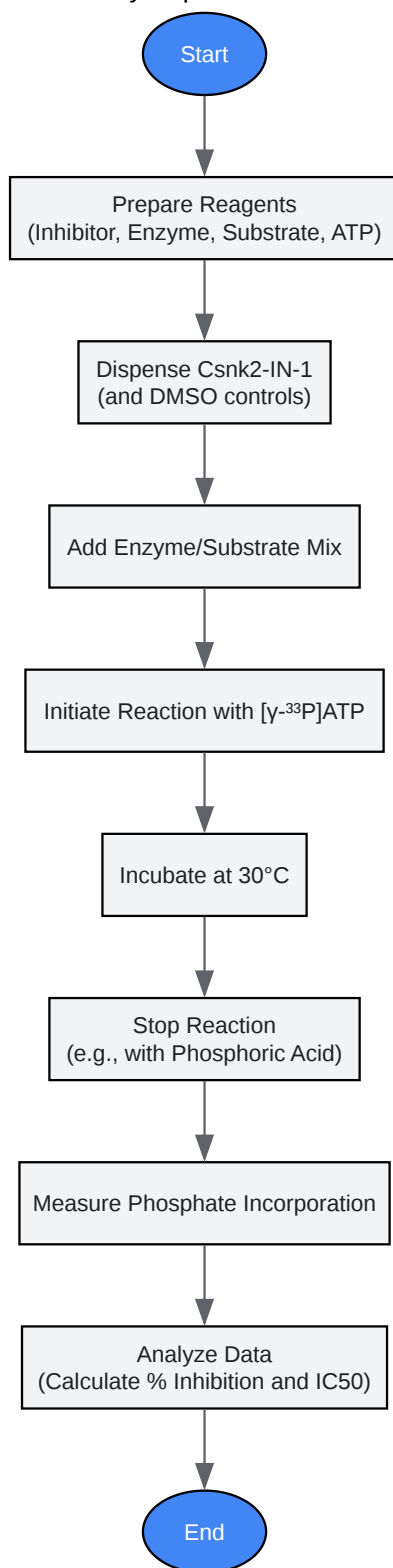 Start
Prepare Reagents
(Inhibitor, Enzyme, Substrate, ATP)
Dispense Csnk2-IN-1
(and DMSO controls)
Add Enzyme/Substrate Mix
Initiate Reaction with [γ-³³P]ATP
Incubate at 30°C
Stop Reaction
(e.g., with Phosphoric Acid)
Measure Phosphate Incorporation
Analyze Data
(Calculate % Inhibition and IC50)
End